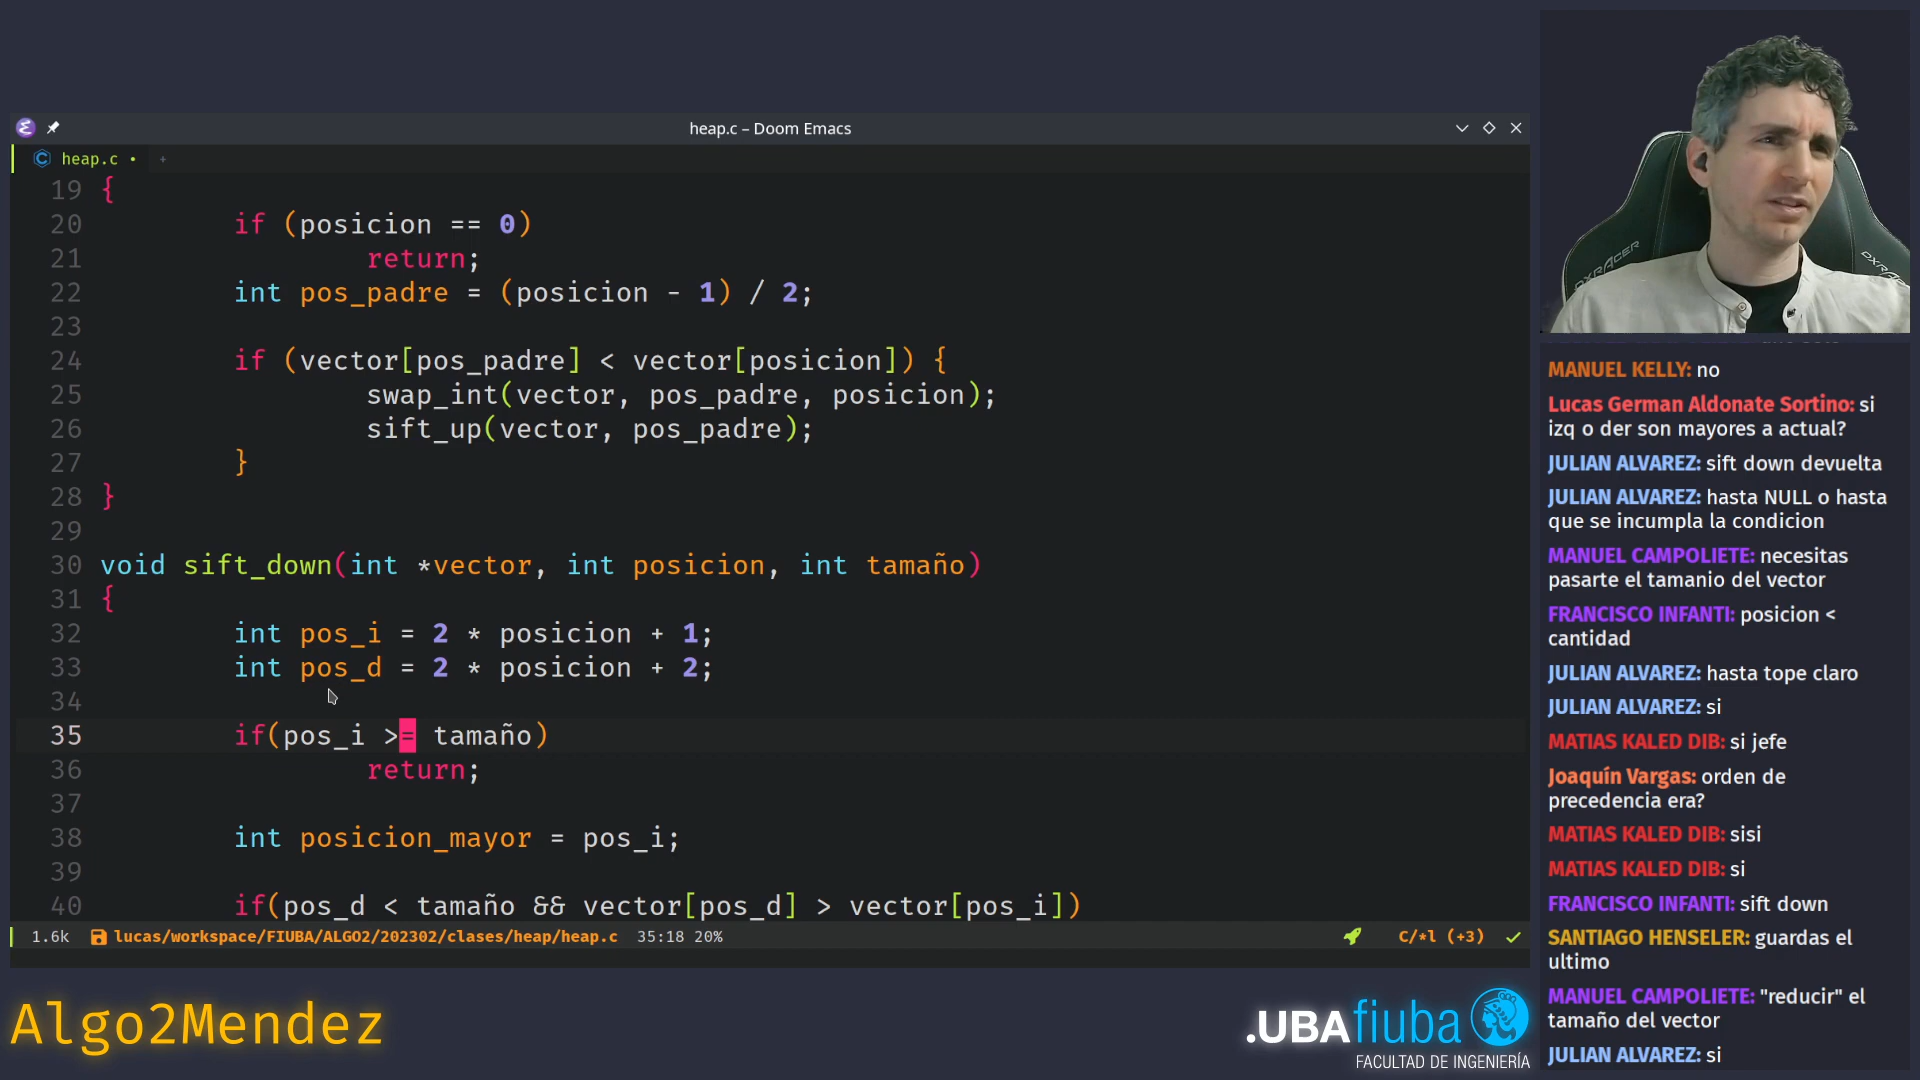 heap.c – Doom Emacs
heap.c • +
19 {
20 if (posicion == 0)
21 return;
22 int pos_padre = (posicion - 1) / 2;
23
24 if (vector[pos_padre] < vector[posicion]) {
25 swap_int(vector, pos_padre, posicion);
26 sift_up(vector, pos_padre);
27 }
28 }
29
30 void sift_down(int *vector, int posicion, int tamaño)
31 {
32 int pos_i = 2 * posicion + 1;
33 int pos_d = 2 * posicion + 2;
34
35 if(pos_i >= tamaño)
36 return;
37
38 int posicion_mayor = pos_i;
39
40 if(pos_d < tamaño && vector[pos_d] > vector[pos_i])
1.6k lucas/workspace/FIUBA/ALGO2/202302/clases/heap/heap.c 35:18 20% C/*l (+3)
Algo2Mendez
.UBAfiuba
FACULTAD DE INGENIERÍA
DXRACER
MANUEL KELLY: no
Lucas German Aldonate Sortino: si
izq o der son mayores a actual?
JULIAN ALVAREZ: sift down devuelta
JULIAN ALVAREZ: hasta NULL o hasta
que se incumpla la condicion
MANUEL CAMPOLIETE: necesitas
pasarte el tamanio del vector
FRANCISCO INFANTI: posicion <
cantidad
JULIAN ALVAREZ: hasta tope claro
JULIAN ALVAREZ: si
MATIAS KALED DIB: si jefe
Joaquín Vargas: orden de
precedencia era?
MATIAS KALED DIB: sisi
MATIAS KALED DIB: si
FRANCISCO INFANTI: sift down
SANTIAGO HENSELER: guardas el
ultimo
MANUEL CAMPOLIETE: "reducir" el
tamaño del vector
JULIAN ALVAREZ: si